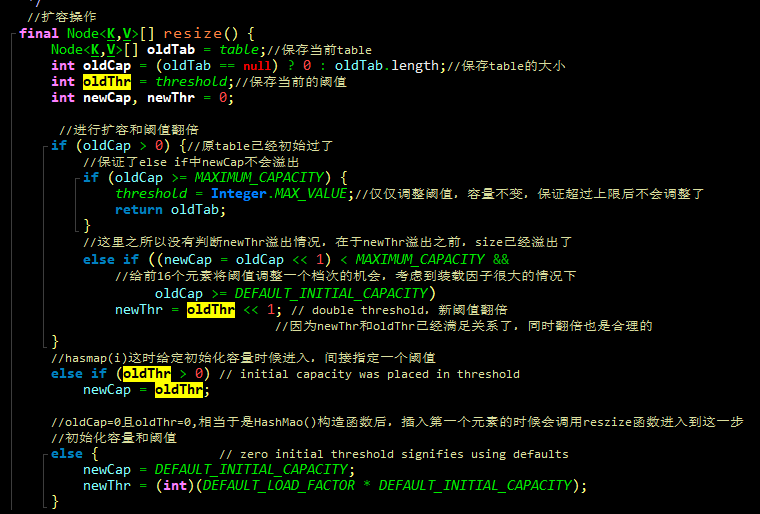 */
//扩容操作
final Node<K,V>[] resize() {
Node<K,V>[] oldTab = table;//保存当前table
int oldCap = (oldTab == null) ? 0 : oldTab.length;//保存table的大小
int oldThr = threshold;//保存当前的阈值
int newCap, newThr = 0;
//进行扩容和阈值翻倍
if (oldCap > 0) {//原table已经初始过了
//保证了else if中newCap不会溢出
if (oldCap >= MAXIMUM_CAPACITY) {
threshold = Integer.MAX_VALUE;//仅仅调整阈值，容量不变，保证超过上限后不会调整了
return oldTab;
}
//这里之所以没有判断newThr溢出情况，在于newThr溢出之前，size已经溢出了
else if ((newCap = oldCap << 1) < MAXIMUM_CAPACITY &&
//给前16个元素将阈值调整一个档次的机会，考虑到装载因子很大的情况下
oldCap >= DEFAULT_INITIAL_CAPACITY)
newThr = oldThr << 1; // double threshold，新阈值翻倍
//因为newThr和oldThr已经满足关系了，同时翻倍也是合理的
}
//hasmap(i)这时给定初始化容量时候进入，间接指定一个阈值
else if (oldThr > 0) // initial capacity was placed in threshold
newCap = oldThr;
//oldCap=0且oldThr=0,相当于是HashMao()构造函数后，插入第一个元素的时候会调用reszize函数进入到这一步
//初始化容量和阈值
else { // zero initial threshold signifies using defaults
newCap = DEFAULT_INITIAL_CAPACITY;
newThr = (int)(DEFAULT_LOAD_FACTOR * DEFAULT_INITIAL_CAPACITY);
}